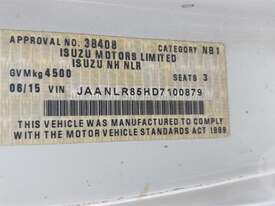 APPROVAL NO. 38408 CATEGORY NB1
ISUZU MOTORS LIMITED
ISUZU NH NLR
GVMkg 4500 SEATS 3
06/15 VIN JAANLR85HD7100879
THIS VEHICLE WAS MANUFACTURED TO COMPLY
WITH THE MOTOR VEHICLE STANDARDS ACT 1989